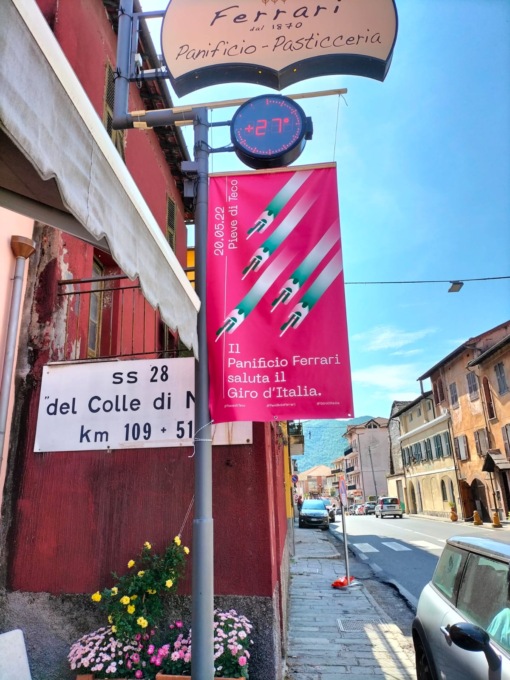 Ferrari
dal 1870
Panificio - Pasticceria
+27°
20.05.22
Pieve di Teco
Il
Panificio Ferrari
saluta il
Giro d'Italia.
SS 28
"del Colle di N
km 109 + 51